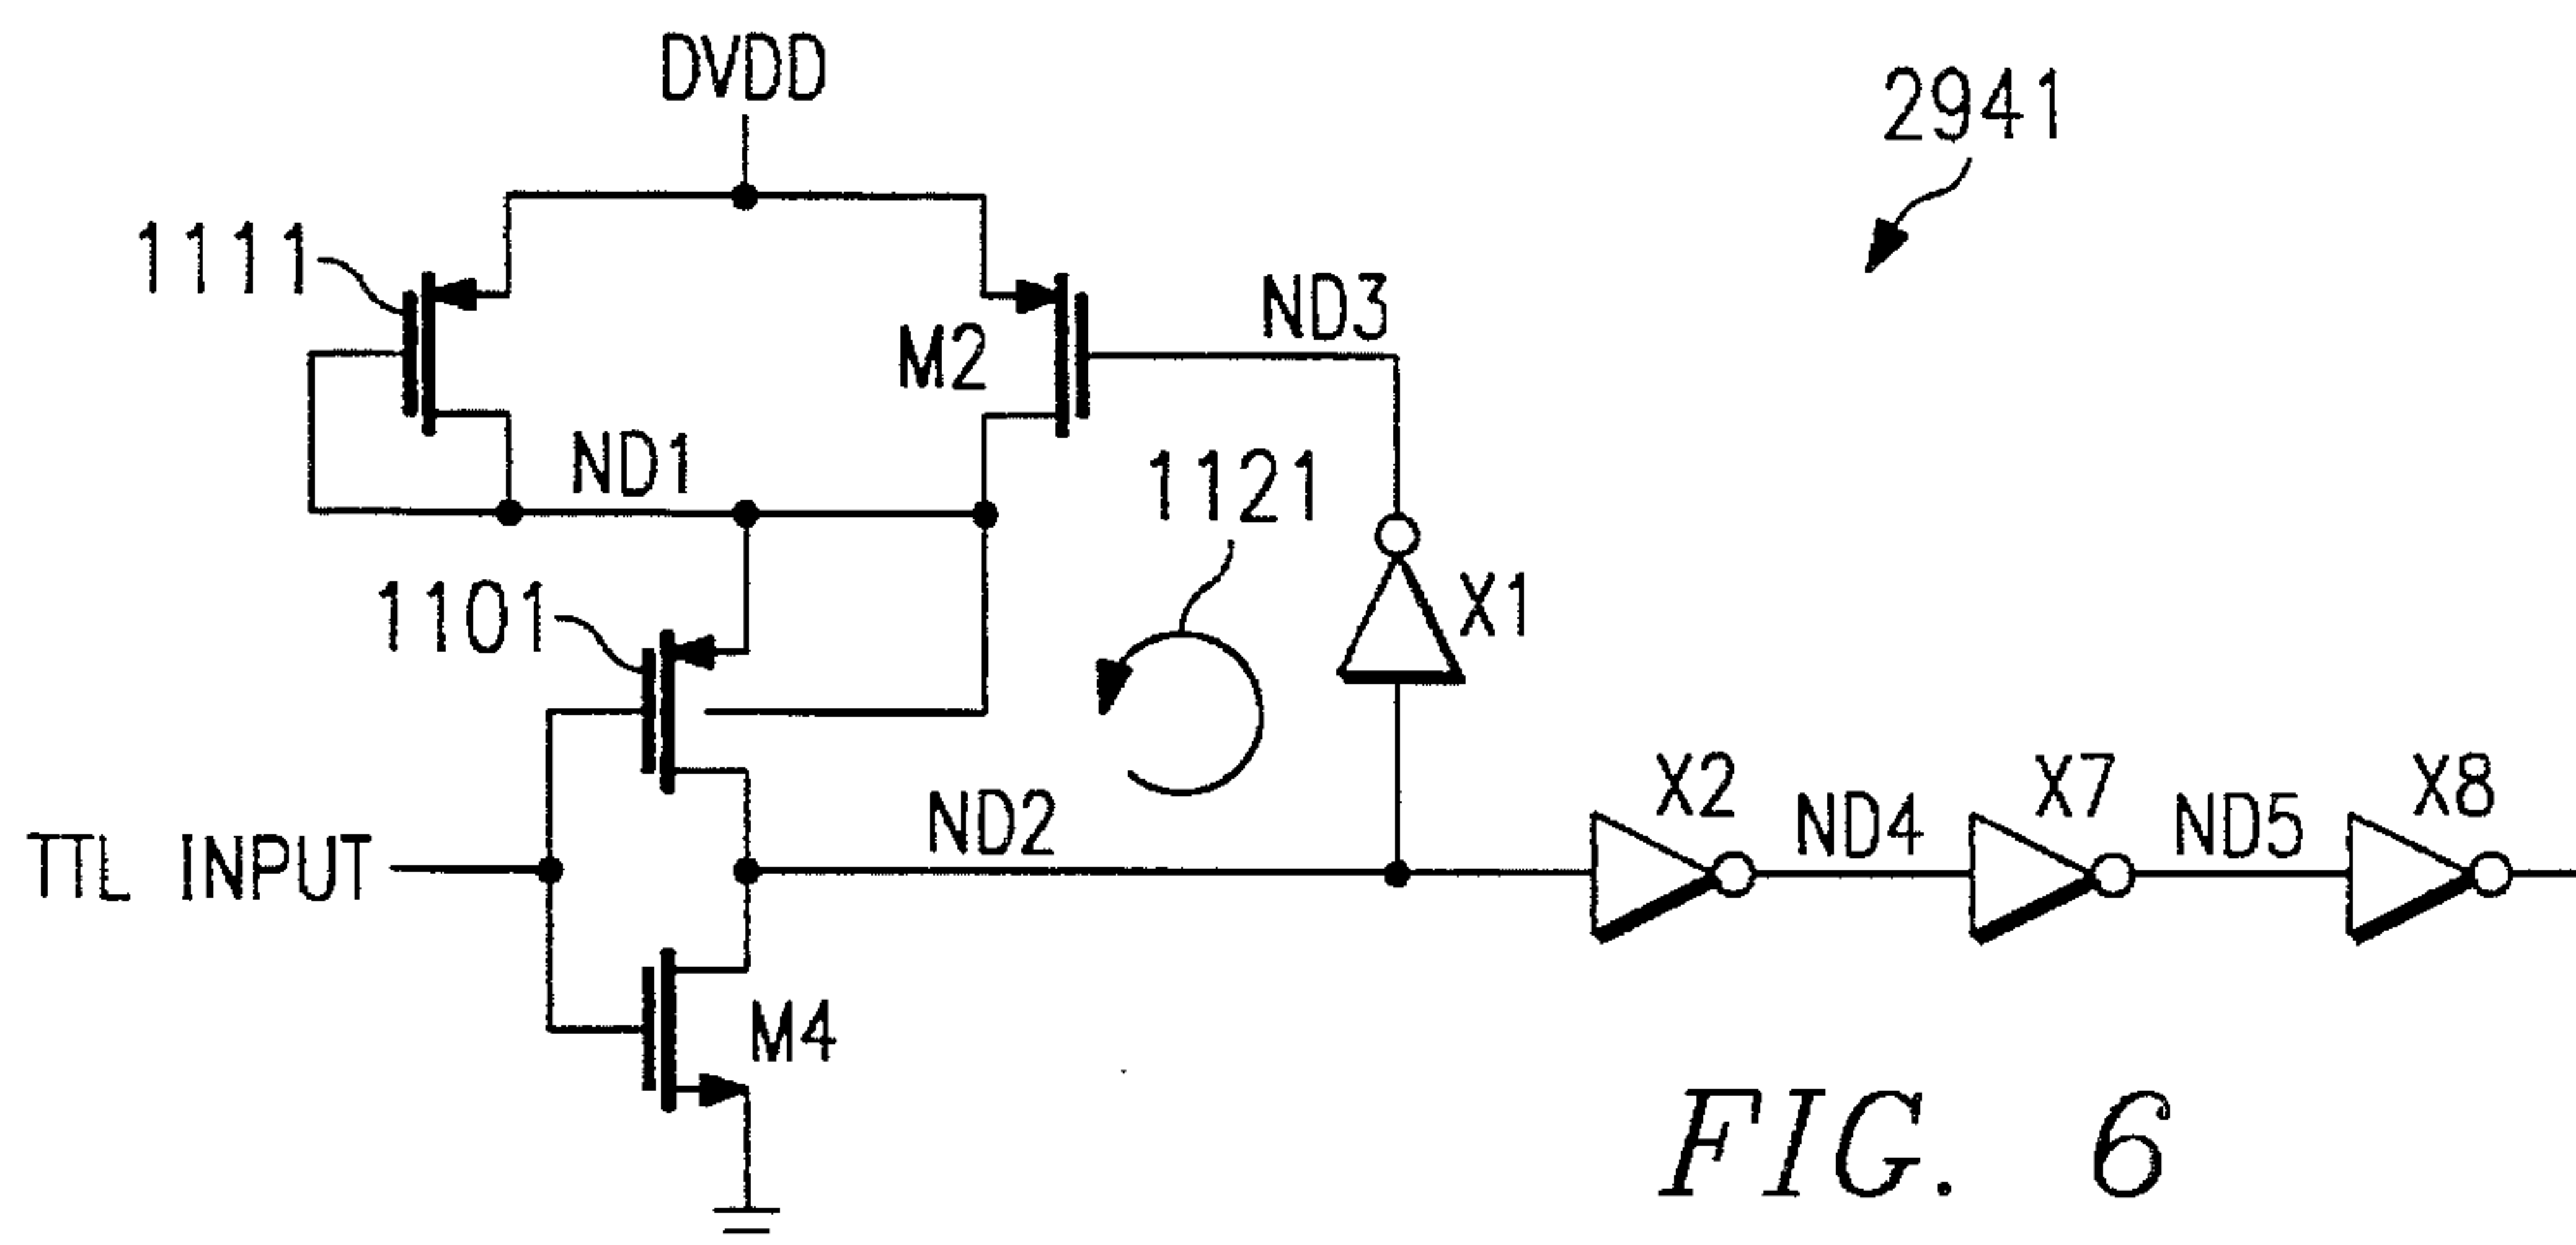 DVDD
2941
1111
M2
ND3
ND1
1121
1101
X1
TTL INPUT
ND2
X2
ND4
X7
ND5
X8
M4
FIG. 6